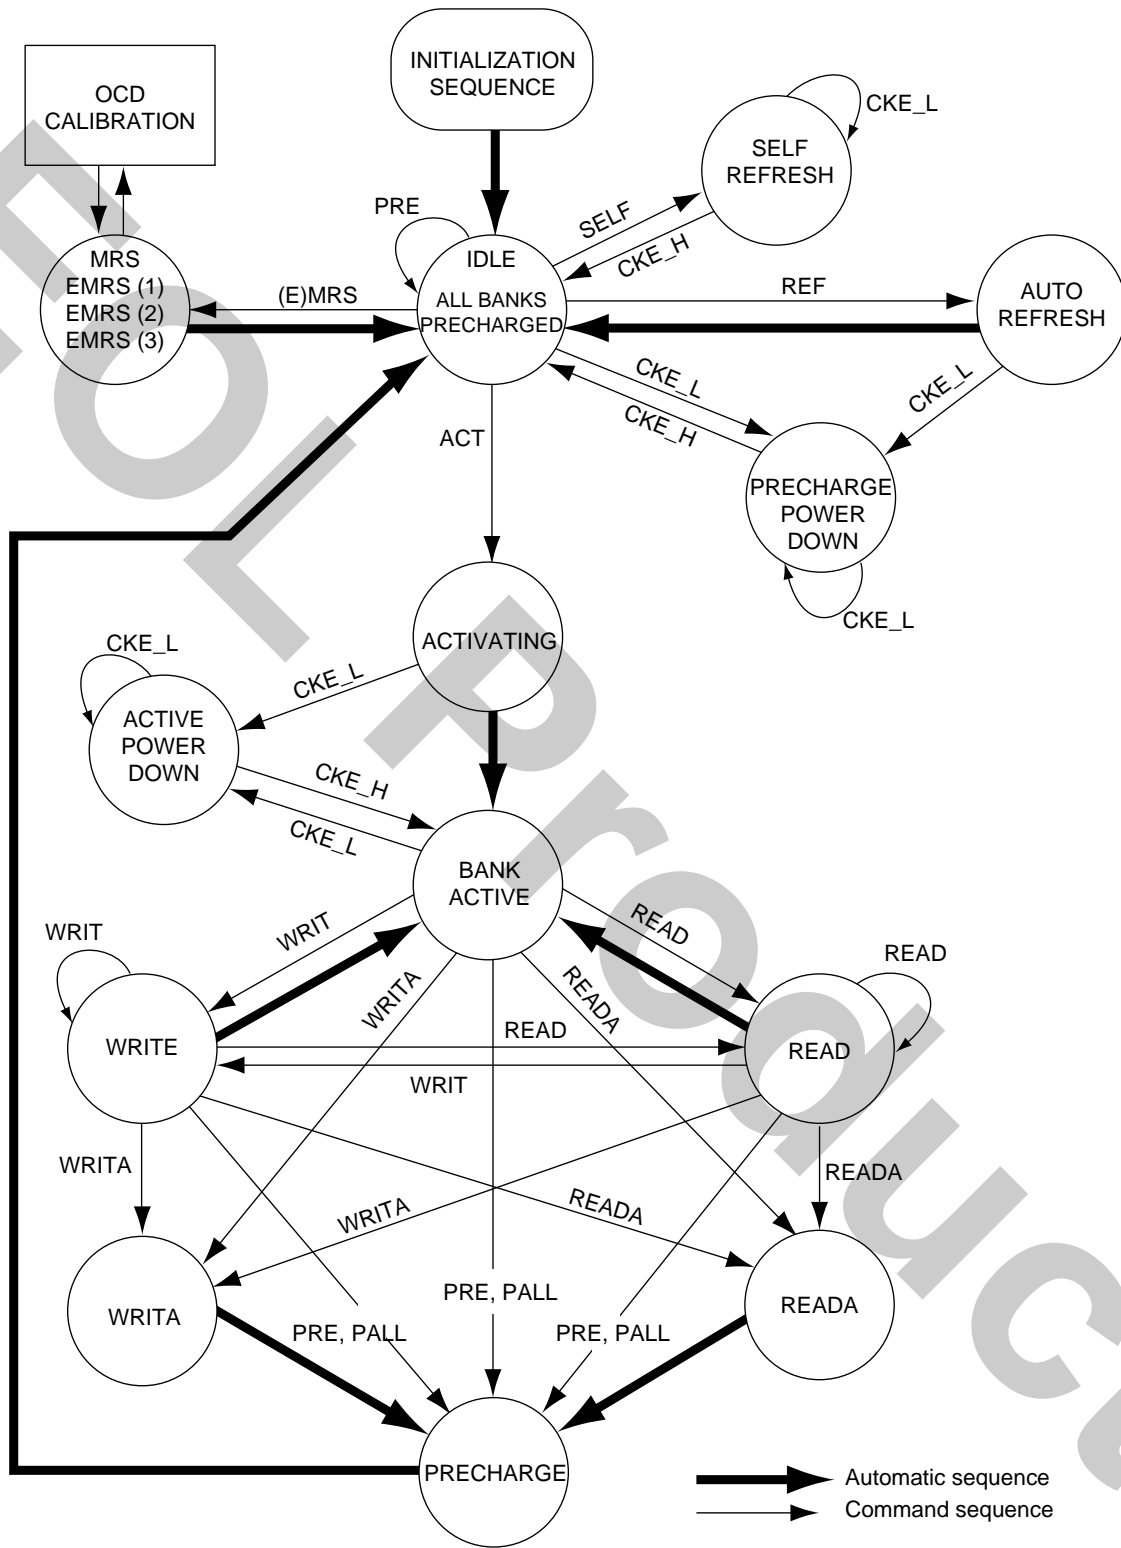 INITIALIZATION
SEQUENCE
OCD
CALIBRATION
CKE_L
SELF
REFRESH
PRE
SELF
CKE_H
IDLE
ALL BANKS
PRECHARGED
MRS
EMRS (1)
EMRS (2)
EMRS (3)
(E)MRS
REF
AUTO
REFRESH
CKE_L
CKE_H
CKE_L
ACT
PRECHARGE
POWER
DOWN
CKE_L
ACTIVATING
CKE_L
CKE_L
ACTIVE
POWER
DOWN
CKE_H
CKE_L
BANK
ACTIVE
WRIT
WRIT
WRITA
READA
READ
READ
WRITE
READ
WRIT
READ
WRITA
WRITA
READA
READA
WRITA
PRE, PALL
PRE, PALL
PRE, PALL
READA
PRECHARGE
Automatic sequence
Command sequence
EOL Product